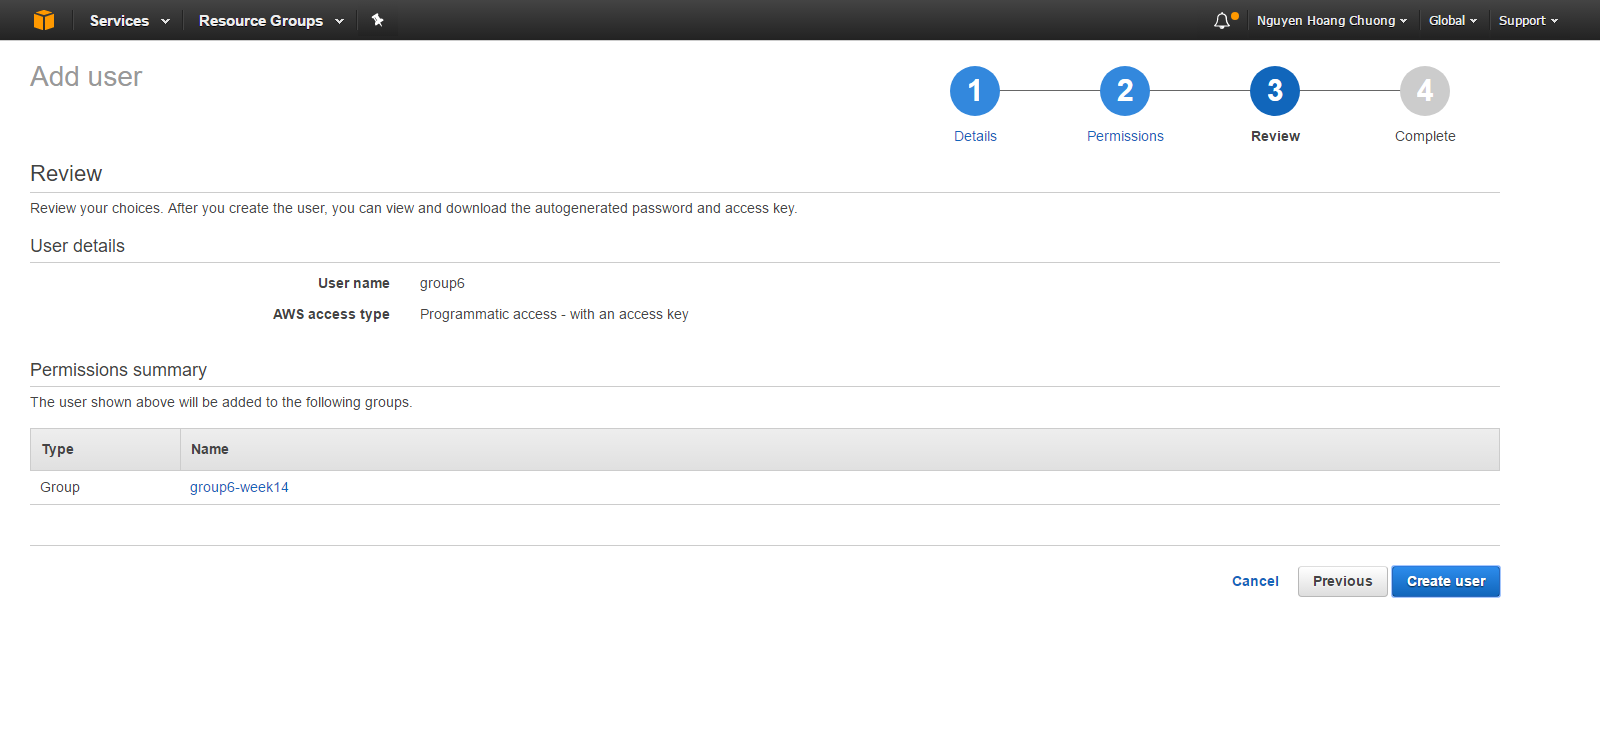 Services Resource Groups Nguyen Hoang Chuong Global Support
Add user
1 2 3 4
Details Permissions Review Complete
Review
Review your choices. After you create the user, you can view and download the autogenerated password and access key.
User details
User name group6
AWS access type Programmatic access - with an access key
Permissions summary
The user shown above will be added to the following groups.
Type Name
Group group6-week14
Cancel Previous Create user